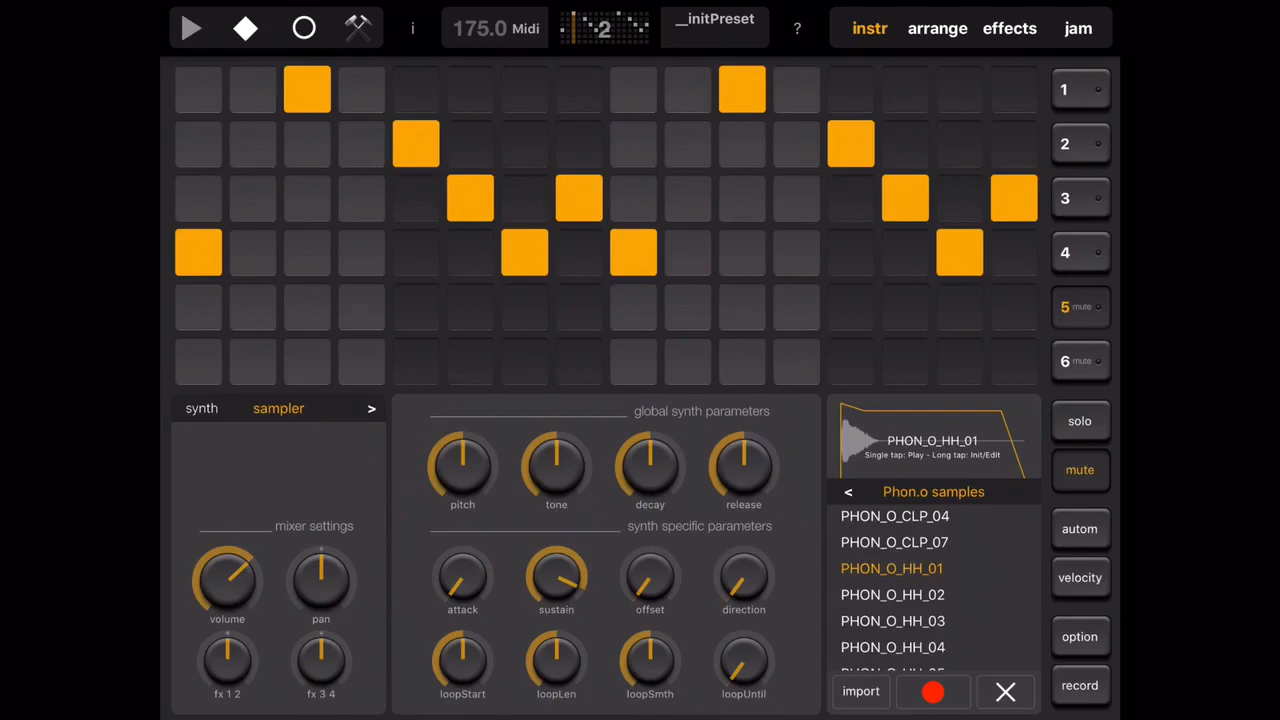 i
175.0 Midi
2
__initPreset
?
instr
arrange
effects
jam
1
2
3
4
5 mute
6 mute
synth
sampler
>
global synth parameters
PHON_O_HH_01
Single tap: Play - Long tap: Init/Edit
solo
mute
pitch
tone
decay
release
< Phon.o samples
mixer settings
synth specific parameters
PHON_O_CLP_04
PHON_O_CLP_07
PHON_O_HH_01
PHON_O_HH_02
PHON_O_HH_03
PHON_O_HH_04
autom
velocity
volume
pan
attack
sustain
offset
direction
option
fx 1 2
fx 3 4
loopStart
loopLen
loopSmth
loopUntil
import
record